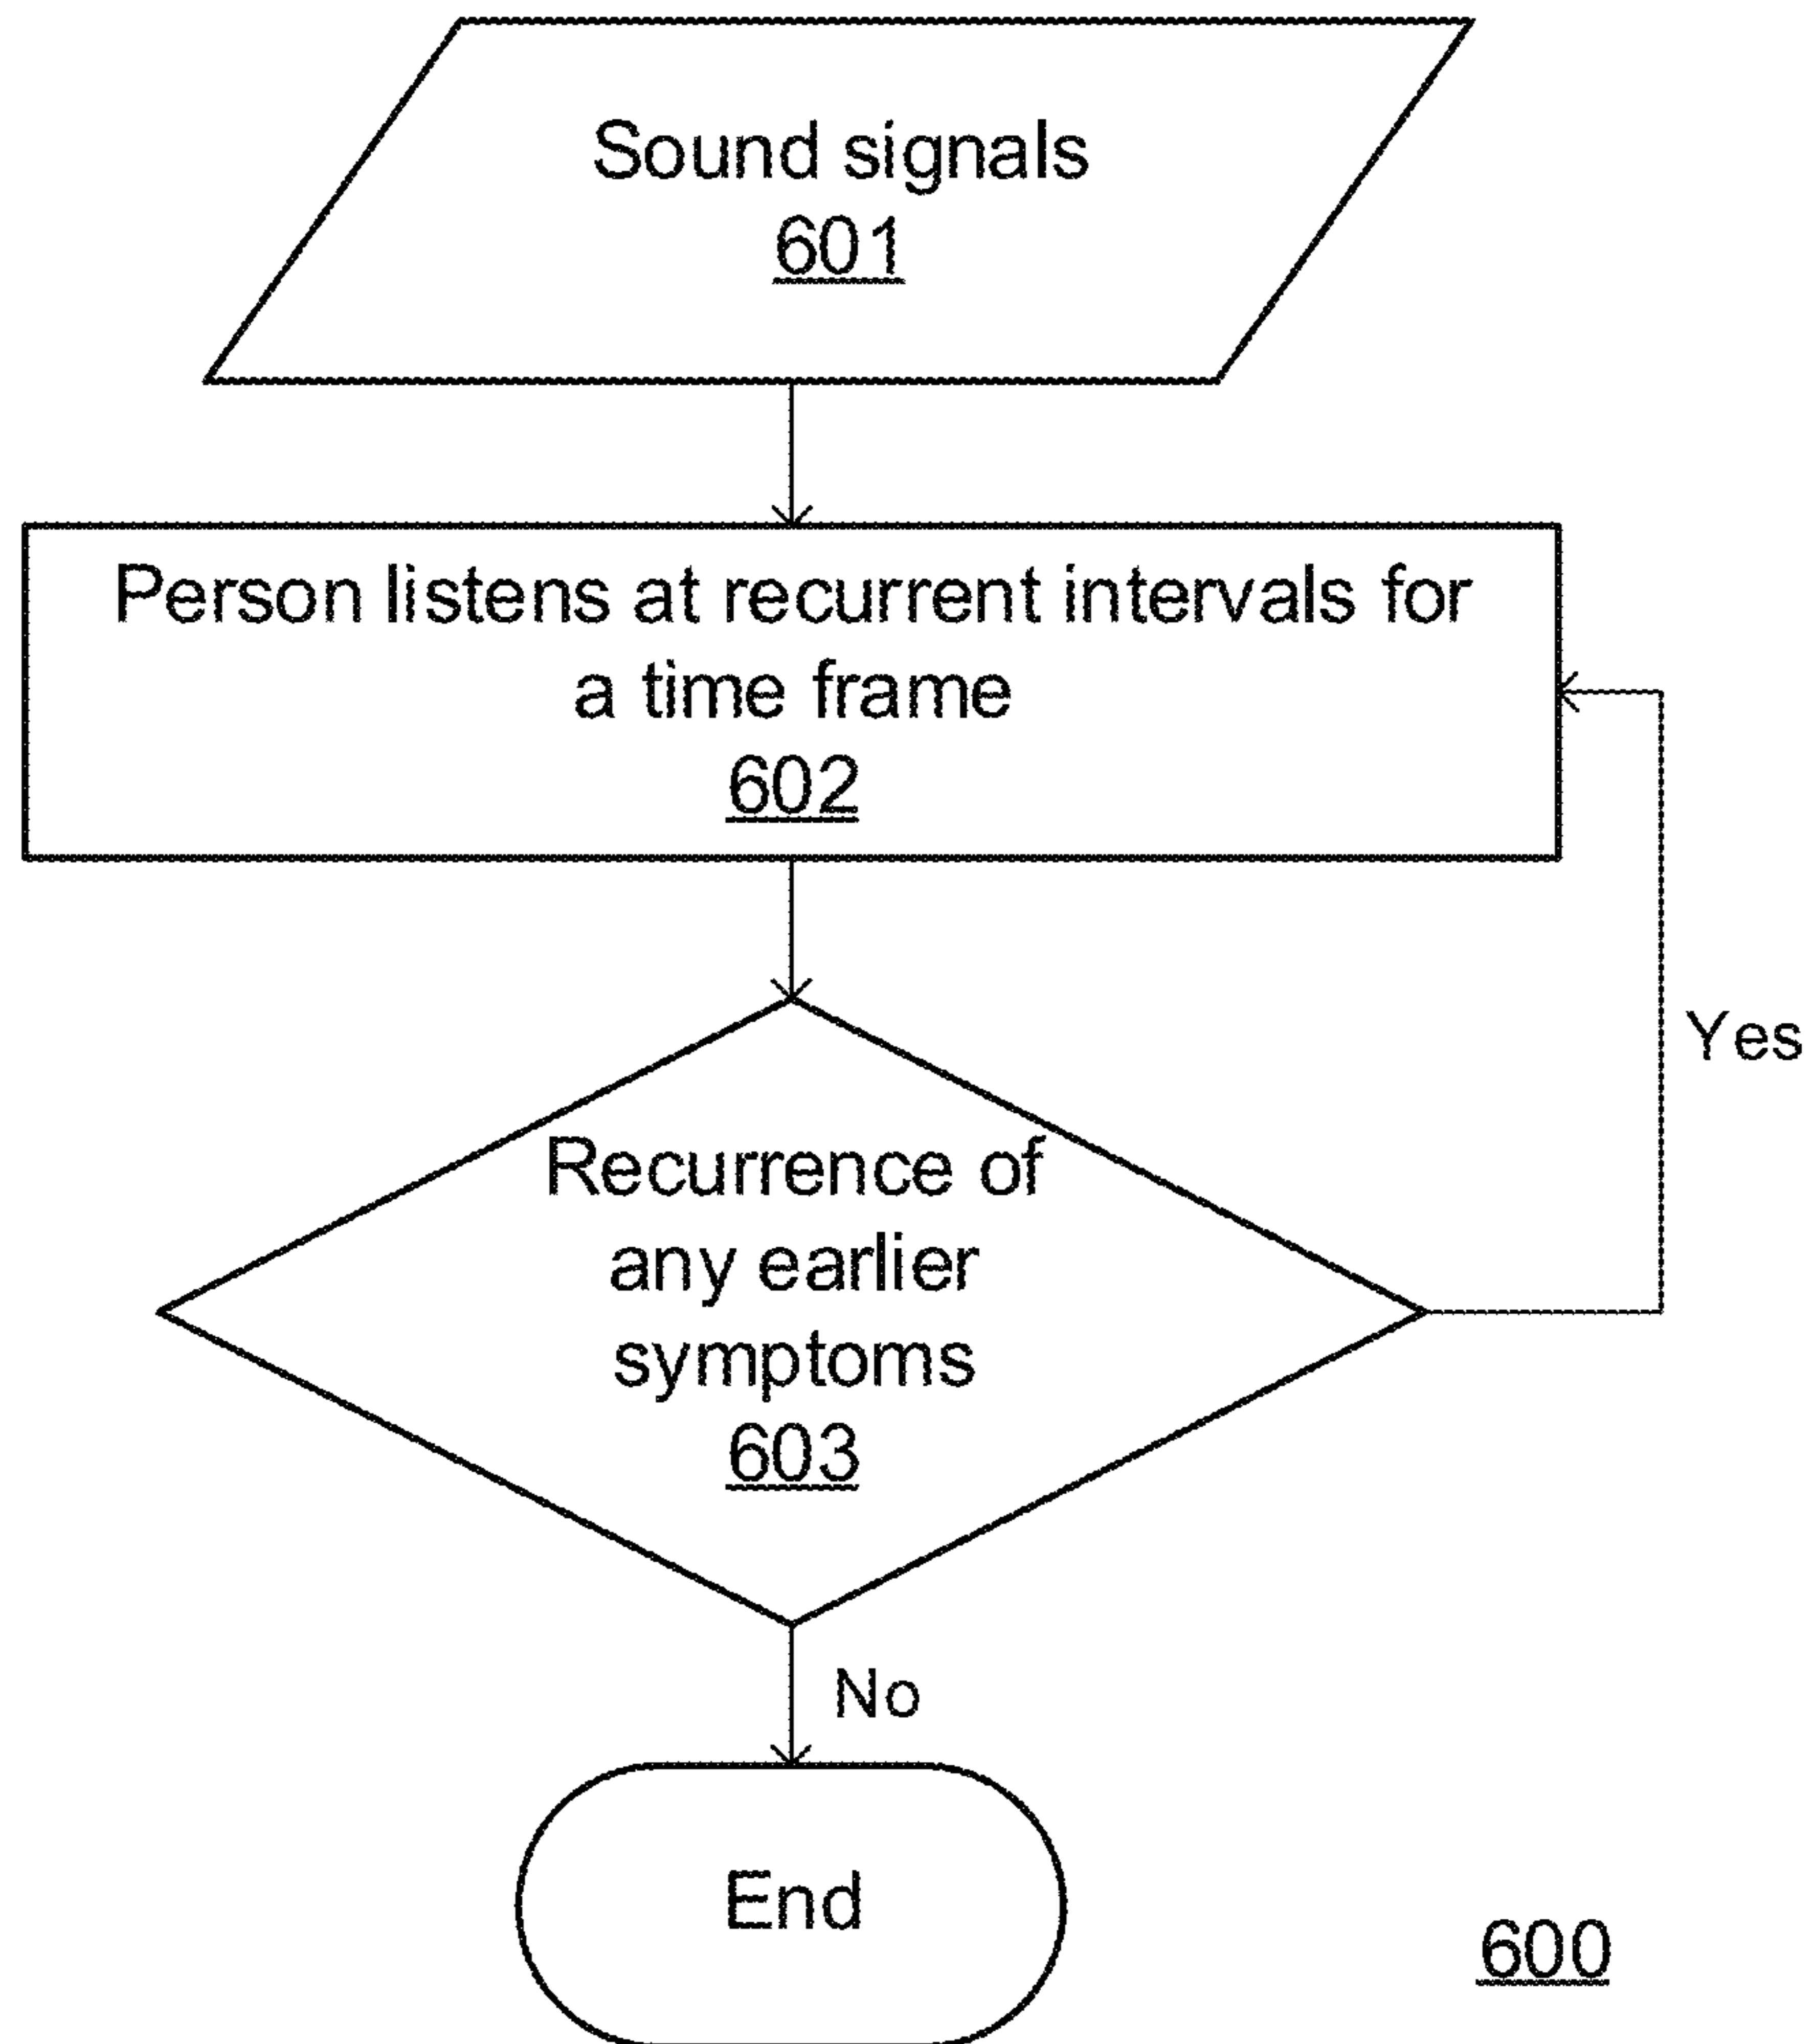 Sound signals
601
Person listens at recurrent intervals for
a time frame
602
Yes
Recurrence of
any earlier
symptoms
603
No
End
600